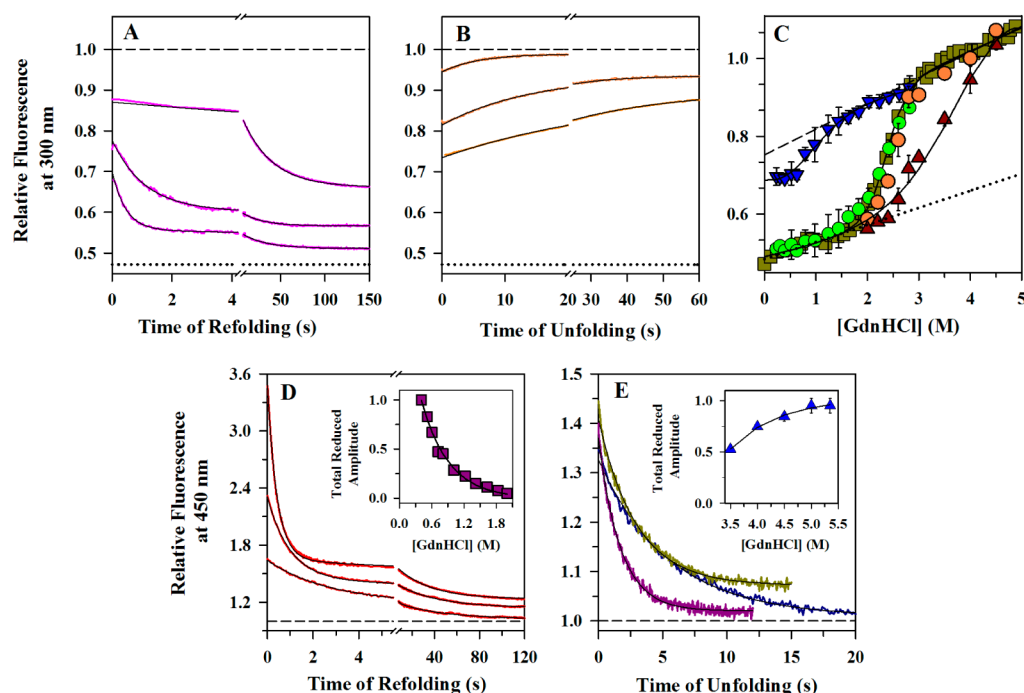 A
B
C
Relative Fluorescence
at 300 nm
1.0
0.9
0.8
0.7
0.6
0.5
0 2 4 50 100 150
Time of Refolding (s)
1.0
0.9
0.8
0.7
0.6
0.5
0 10 20 30 40 50 60
Time of Unfolding (s)
1.0
0.8
0.6
0 1 2 3 4 5
[GdnHCl] (M)
D
E
Relative Fluorescence
at 450 nm
3.6
3.0
2.4
1.8
1.2
0 2 4 40 80 120
Time of Refolding (s)
Total Reduced
Amplitude
1.0
0.5
0.0
0.0 0.6 1.2 1.8
[GdnHCl] (M)
1.5
1.4
1.3
1.2
1.1
1.0
0 5 10 15 20
Time of Unfolding (s)
Total Reduced
Amplitude
1.0
0.5
0.0
3.5 4.0 4.5 5.0 5.5
[GdnHCl] (M)